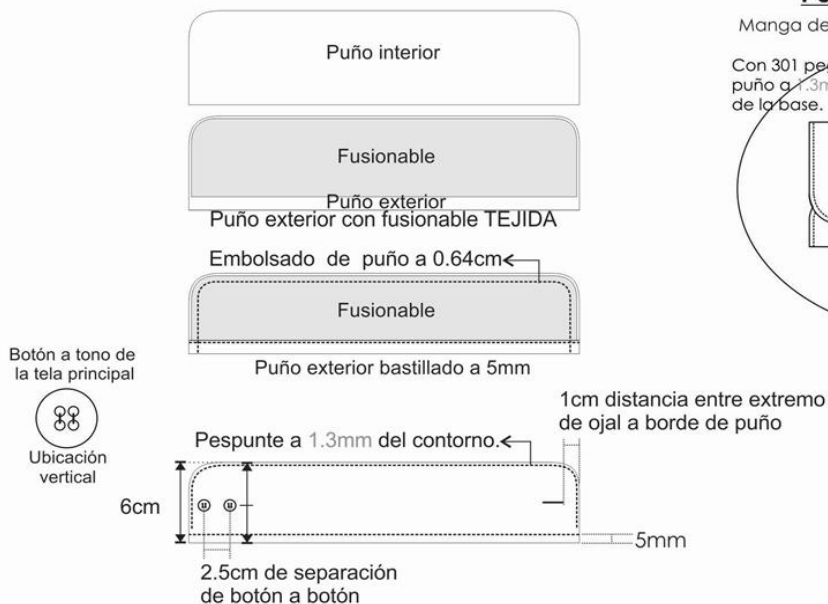 Puño interior
Manga de
Con 301 pe
puño a 1.3m
de la base.
Fusionable
Puño exterior
Puño exterior con fusionable TEJIDA
Embolsado de puño a 0.64cm
Fusionable
Puño exterior bastillado a 5mm
Botón a tono de
la tela principal
Ubicación
vertical
1cm distancia entre extremo
de ojal a borde de puño
Pespunte a 1.3mm del contorno.
6cm
5mm
2.5cm de separación
de botón a botón